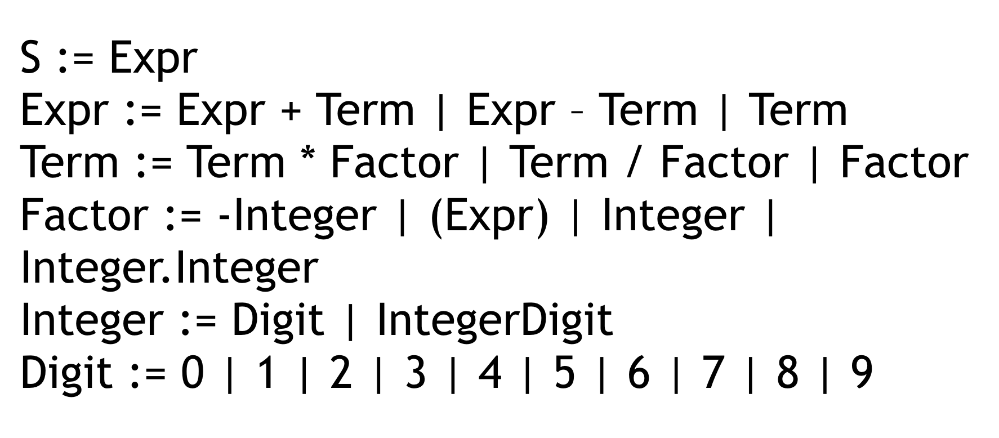 S := Expr
Expr := Expr + Term | Expr – Term | Term
Term := Term * Factor | Term / Factor | Factor
Factor := -Integer | (Expr) | Integer |
Integer.Integer
Integer := Digit | IntegerDigit
Digit := 0 | 1 | 2 | 3 | 4 | 5 | 6 | 7 | 8 | 9